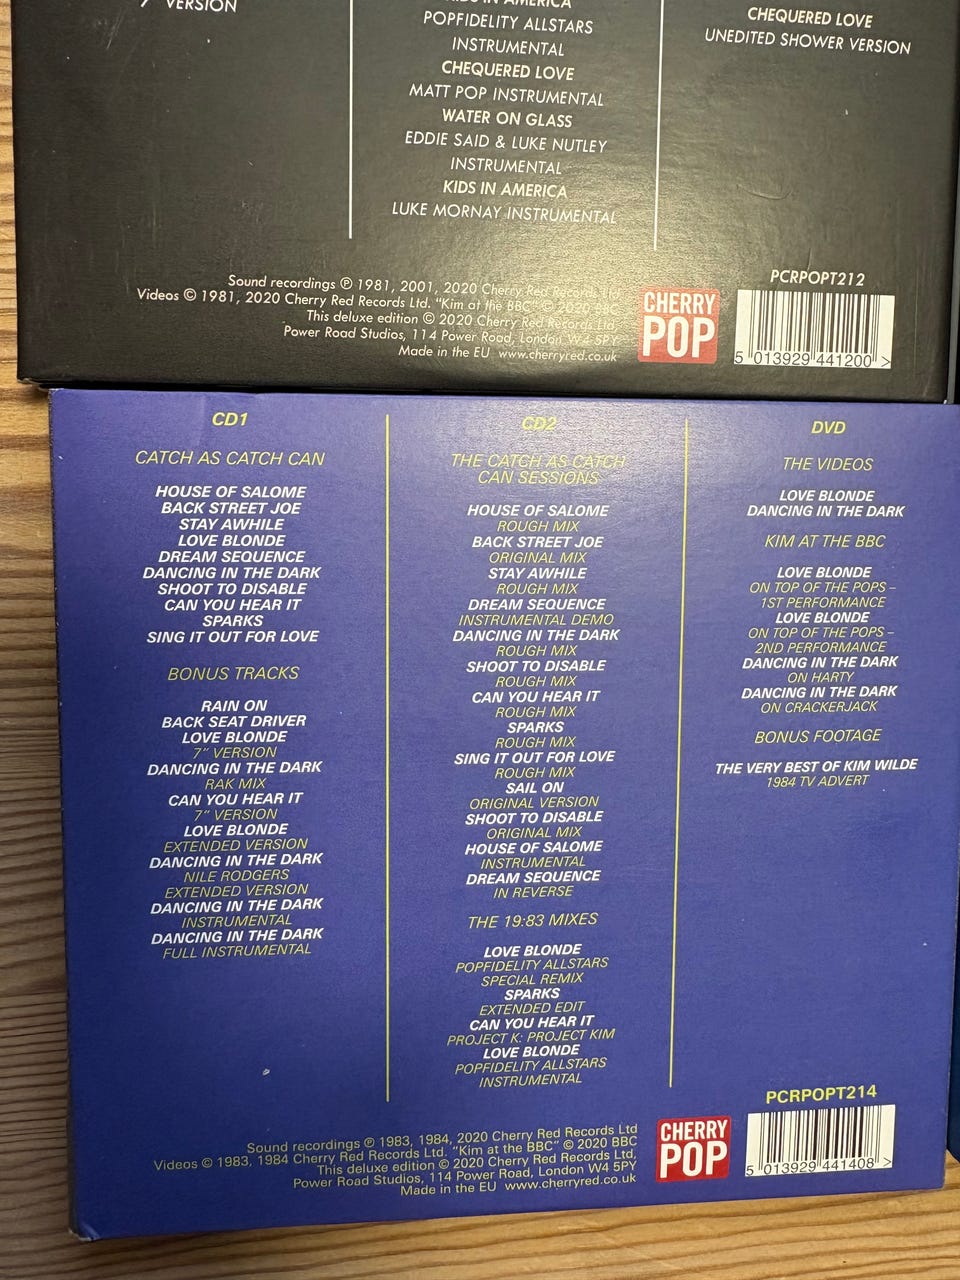 7" VERSION
KIDS IN AMERICA
POPFIDELITY ALLSTARS
INSTRUMENTAL
CHEQUERED LOVE
MATT POP INSTRUMENTAL
WATER ON GLASS
EDDIE SAID & LUKE NUTLEY
INSTRUMENTAL
KIDS IN AMERICA
LUKE MORNAY INSTRUMENTAL
CHEQUERED LOVE
UNEDITED SHOWER VERSION
Sound recordings ℗ 1981, 2001, 2020 Cherry Red Records Ltd.
Videos © 1981, 2020 Cherry Red Records Ltd. "Kim at the BBC" © 2020 BBC
This deluxe edition © 2020 Cherry Red Records Ltd,
Power Road Studios, 114 Power Road, London W4 5PY
Made in the EU www.cherryred.co.uk
CHERRY
POP
PCRPOPT212
5 013929 441200 >
CD1
CATCH AS CATCH CAN
HOUSE OF SALOME
BACK STREET JOE
STAY AWHILE
LOVE BLONDE
DREAM SEQUENCE
DANCING IN THE DARK
SHOOT TO DISABLE
CAN YOU HEAR IT
SPARKS
SING IT OUT FOR LOVE
BONUS TRACKS
RAIN ON
BACK SEAT DRIVER
LOVE BLONDE
7" VERSION
DANCING IN THE DARK
RAK MIX
CAN YOU HEAR IT
7" VERSION
LOVE BLONDE
EXTENDED VERSION
DANCING IN THE DARK
NILE RODGERS
EXTENDED VERSION
DANCING IN THE DARK
INSTRUMENTAL
DANCING IN THE DARK
FULL INSTRUMENTAL
CD2
THE CATCH AS CATCH
CAN SESSIONS
HOUSE OF SALOME
ROUGH MIX
BACK STREET JOE
ORIGINAL MIX
STAY AWHILE
ROUGH MIX
DREAM SEQUENCE
INSTRUMENTAL DEMO
DANCING IN THE DARK
ROUGH MIX
SHOOT TO DISABLE
ROUGH MIX
CAN YOU HEAR IT
ROUGH MIX
SPARKS
ROUGH MIX
SING IT OUT FOR LOVE
ROUGH MIX
SAIL ON
ORIGINAL VERSION
SHOOT TO DISABLE
ORIGINAL MIX
HOUSE OF SALOME
INSTRUMENTAL
DREAM SEQUENCE
IN REVERSE
THE 19:83 MIXES
LOVE BLONDE
POPFIDELITY ALLSTARS
SPECIAL REMIX
SPARKS
EXTENDED EDIT
CAN YOU HEAR IT
PROJECT K: PROJECT KIM
LOVE BLONDE
POPFIDELITY ALLSTARS
INSTRUMENTAL
DVD
THE VIDEOS
LOVE BLONDE
DANCING IN THE DARK
KIM AT THE BBC
LOVE BLONDE
ON TOP OF THE POPS –
1ST PERFORMANCE
LOVE BLONDE
ON TOP OF THE POPS –
2ND PERFORMANCE
DANCING IN THE DARK
ON HARTY
DANCING IN THE DARK
ON CRACKERJACK
BONUS FOOTAGE
THE VERY BEST OF KIM WILDE
1984 TV ADVERT
Sound recordings ℗ 1983, 1984, 2020 Cherry Red Records Ltd
Videos © 1983, 1984 Cherry Red Records Ltd. "Kim at the BBC" © 2020 BBC
This deluxe edition © 2020 Cherry Red Records Ltd,
Power Road Studios, 114 Power Road, London W4 5PY
Made in the EU www.cherryred.co.uk
CHERRY
POP
PCRPOPT214
5 013929 441408 >